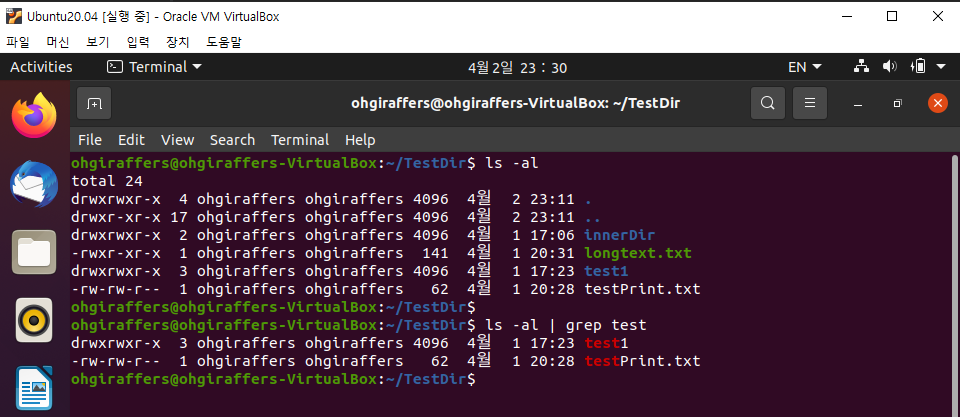 Ubuntu20.04 [실행 중] - Oracle VM VirtualBox
파일 머신 보기 입력 장치 도움말
Activities Terminal 4월 2일 23 : 30 EN
ohgiraffers@ohgiraffers-VirtualBox: ~/TestDir
File Edit View Search Terminal Help
ohgiraffers@ohgiraffers-VirtualBox:~/TestDir$ ls -al
total 24
drwxrwxr-x  4 ohgiraffers ohgiraffers 4096  4월  2 23:11 .
drwxr-xr-x 17 ohgiraffers ohgiraffers 4096  4월  2 23:11 ..
drwxrwxr-x  2 ohgiraffers ohgiraffers 4096  4월  1 17:06 innerDir
-rwxr-xr-x  1 ohgiraffers ohgiraffers  141  4월  1 20:31 longtext.txt
drwxrwxr-x  3 ohgiraffers ohgiraffers 4096  4월  1 17:23 test1
-rw-rw-r--  1 ohgiraffers ohgiraffers   62  4월  1 20:28 testPrint.txt
ohgiraffers@ohgiraffers-VirtualBox:~/TestDir$
ohgiraffers@ohgiraffers-VirtualBox:~/TestDir$ ls -al | grep test
drwxrwxr-x  3 ohgiraffers ohgiraffers 4096  4월  1 17:23 test1
-rw-rw-r--  1 ohgiraffers ohgiraffers   62  4월  1 20:28 testPrint.txt
ohgiraffers@ohgiraffers-VirtualBox:~/TestDir$